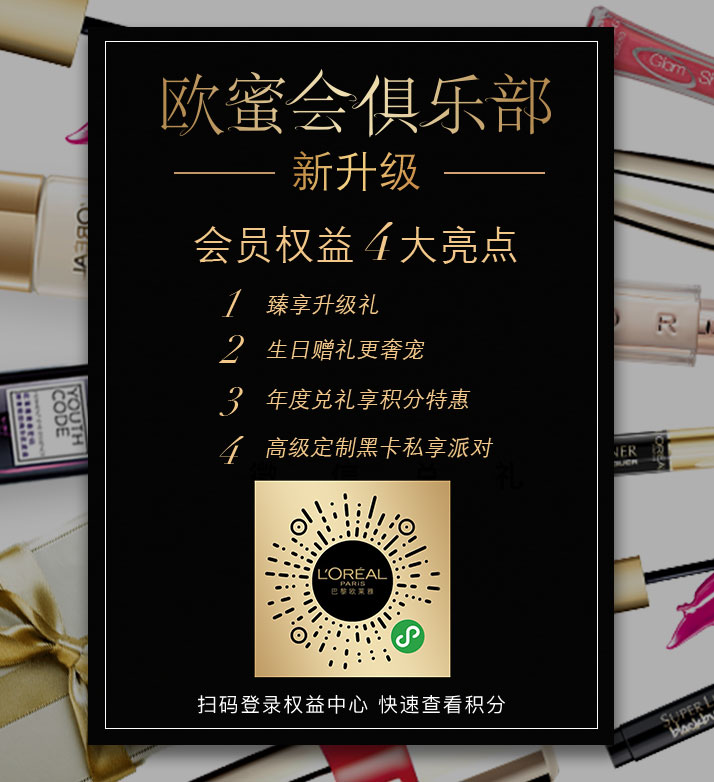 欧蜜会俱乐部
新升级
会员权益4大亮点
1 臻享升级礼
2 生日赠礼更奢宠
3 年度兑礼享积分特惠
4 高级定制黑卡私享派对
L'ORÉAL
PARIS
巴黎欧莱雅
扫码登录权益中心 快速查看积分
Glam
YOUTH
CODE